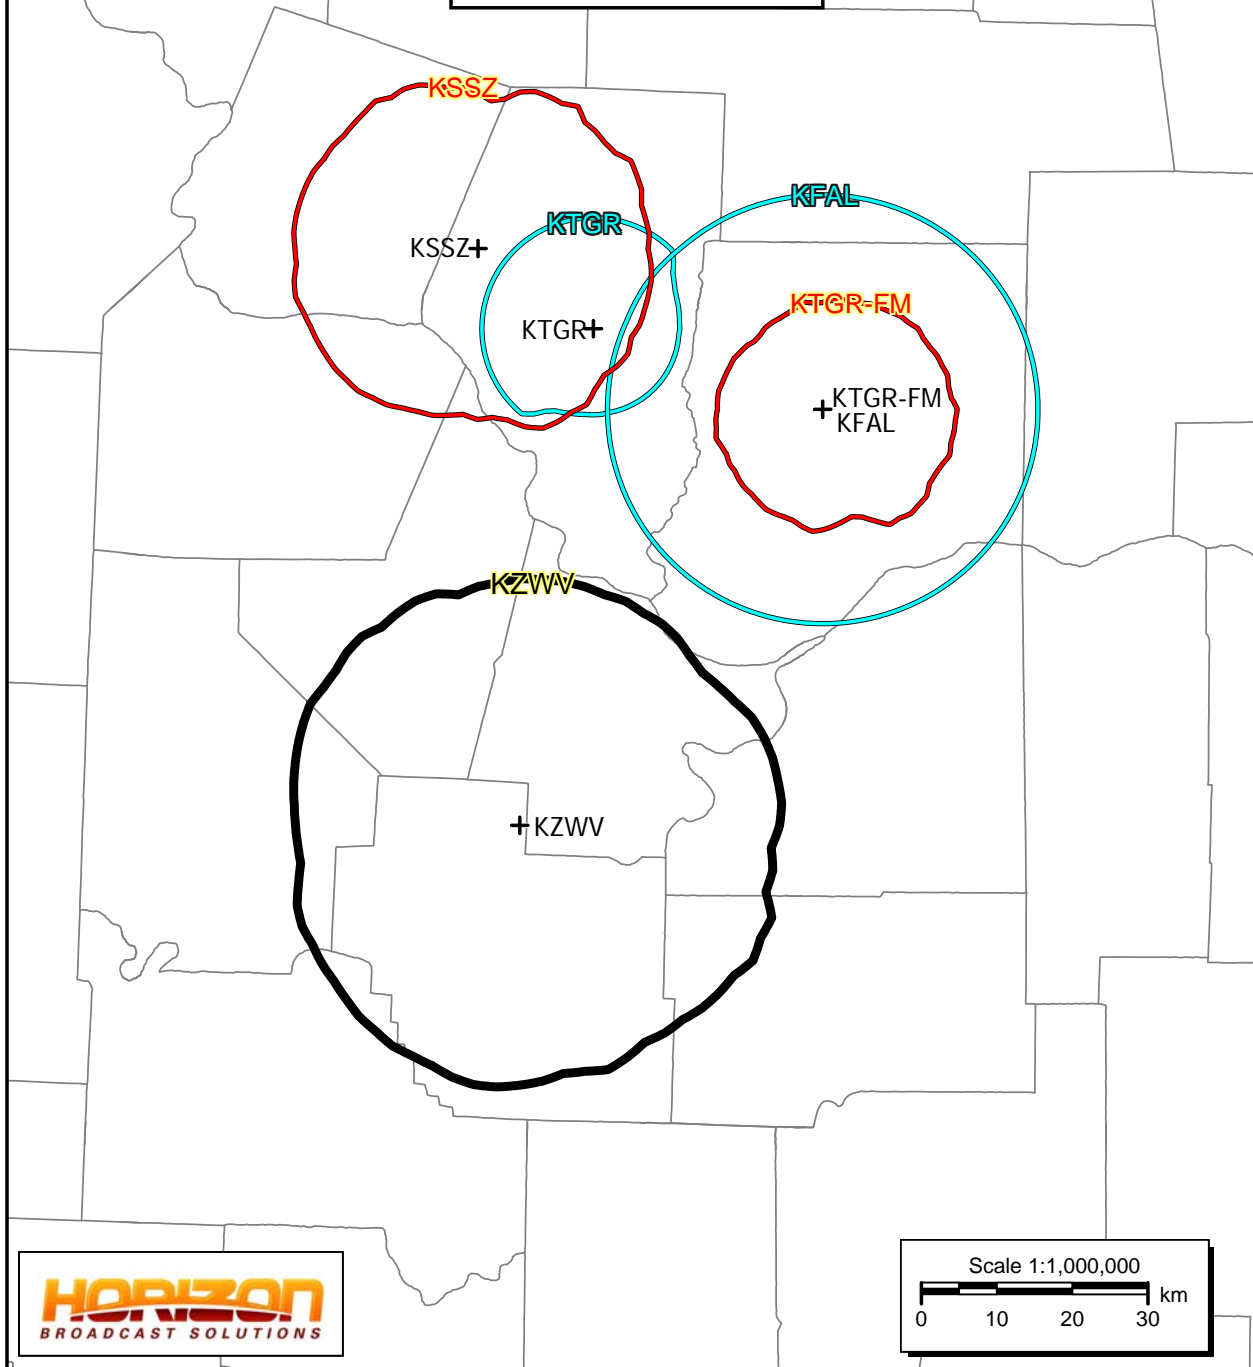 KSSZ
KFAL
KTGR
KSSZ
KTGR-FM
KTGR
KTGR-FM
KFAL
KZWV
KZWV
HORIZON
BROADCAST SOLUTIONS
Scale 1:1,000,000
km
0 10 20 30